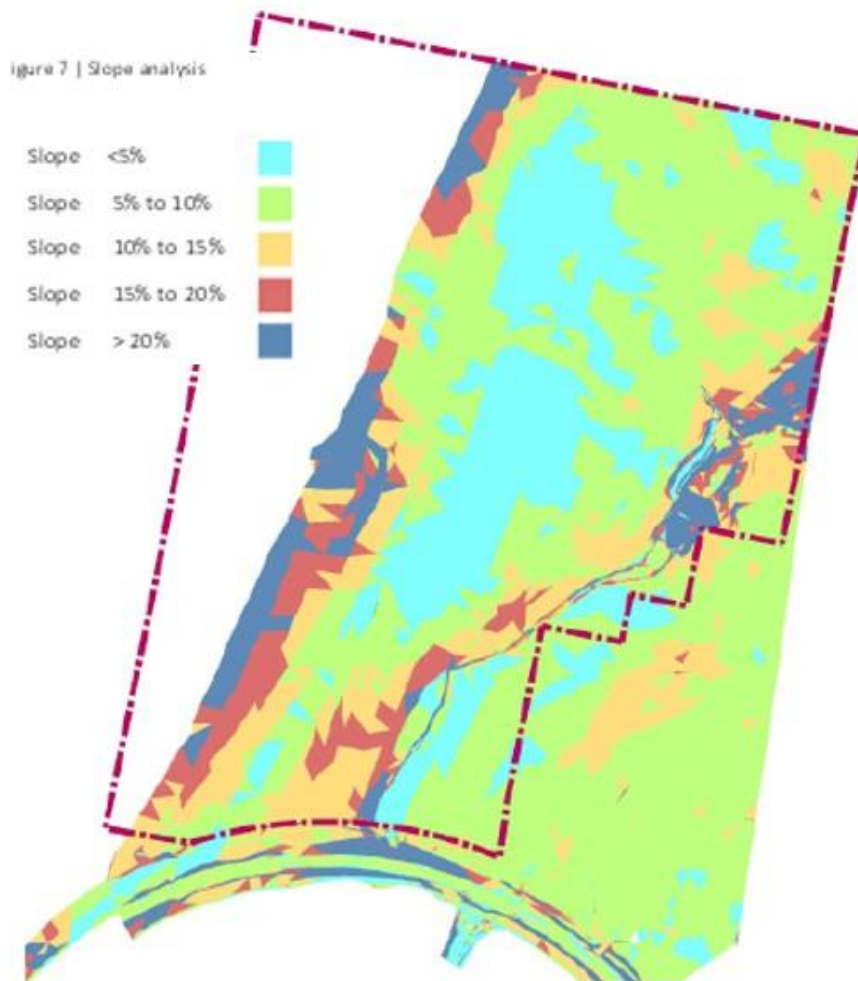 igure 7 | Slope analysis
Slope <5%
Slope 5% to 10%
Slope 10% to 15%
Slope 15% to 20%
Slope > 20%